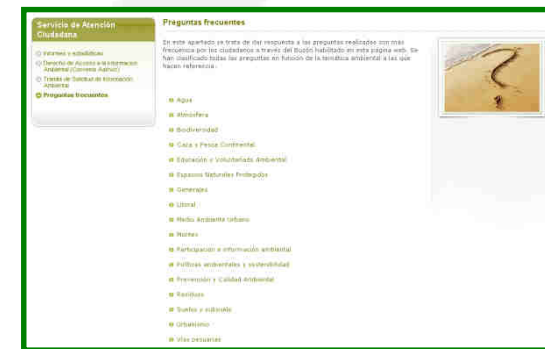 Servicio de Atención
Ciudadana
Informes y estadísticas
Derecho de Acceso a la Información
Ambiental (Convenio Aarhus)
Trámite de Solicitud de Información
Ambiental
Preguntas frecuentes
Preguntas frecuentes
En este apartado se trata de dar respuesta a las preguntas realizadas con más
frecuencia por los ciudadanos a través del Buzón habilitado en esta página web. Se
han clasificado todas las preguntas en función de la temática ambiental a las que
hacen referencia.
Agua
Atmósfera
Biodiversidad
Caza y Pesca Continental
Educación y Voluntariado Ambiental
Espacios Naturales Protegidos
Generales
Litoral
Medio Ambiente Urbano
Montes
Participación e información ambiental
Políticas ambientales y sostenibilidad
Prevención y Calidad Ambiental
Residuos
Suelos y subsuelo
Urbanismo
Vías pecuarias